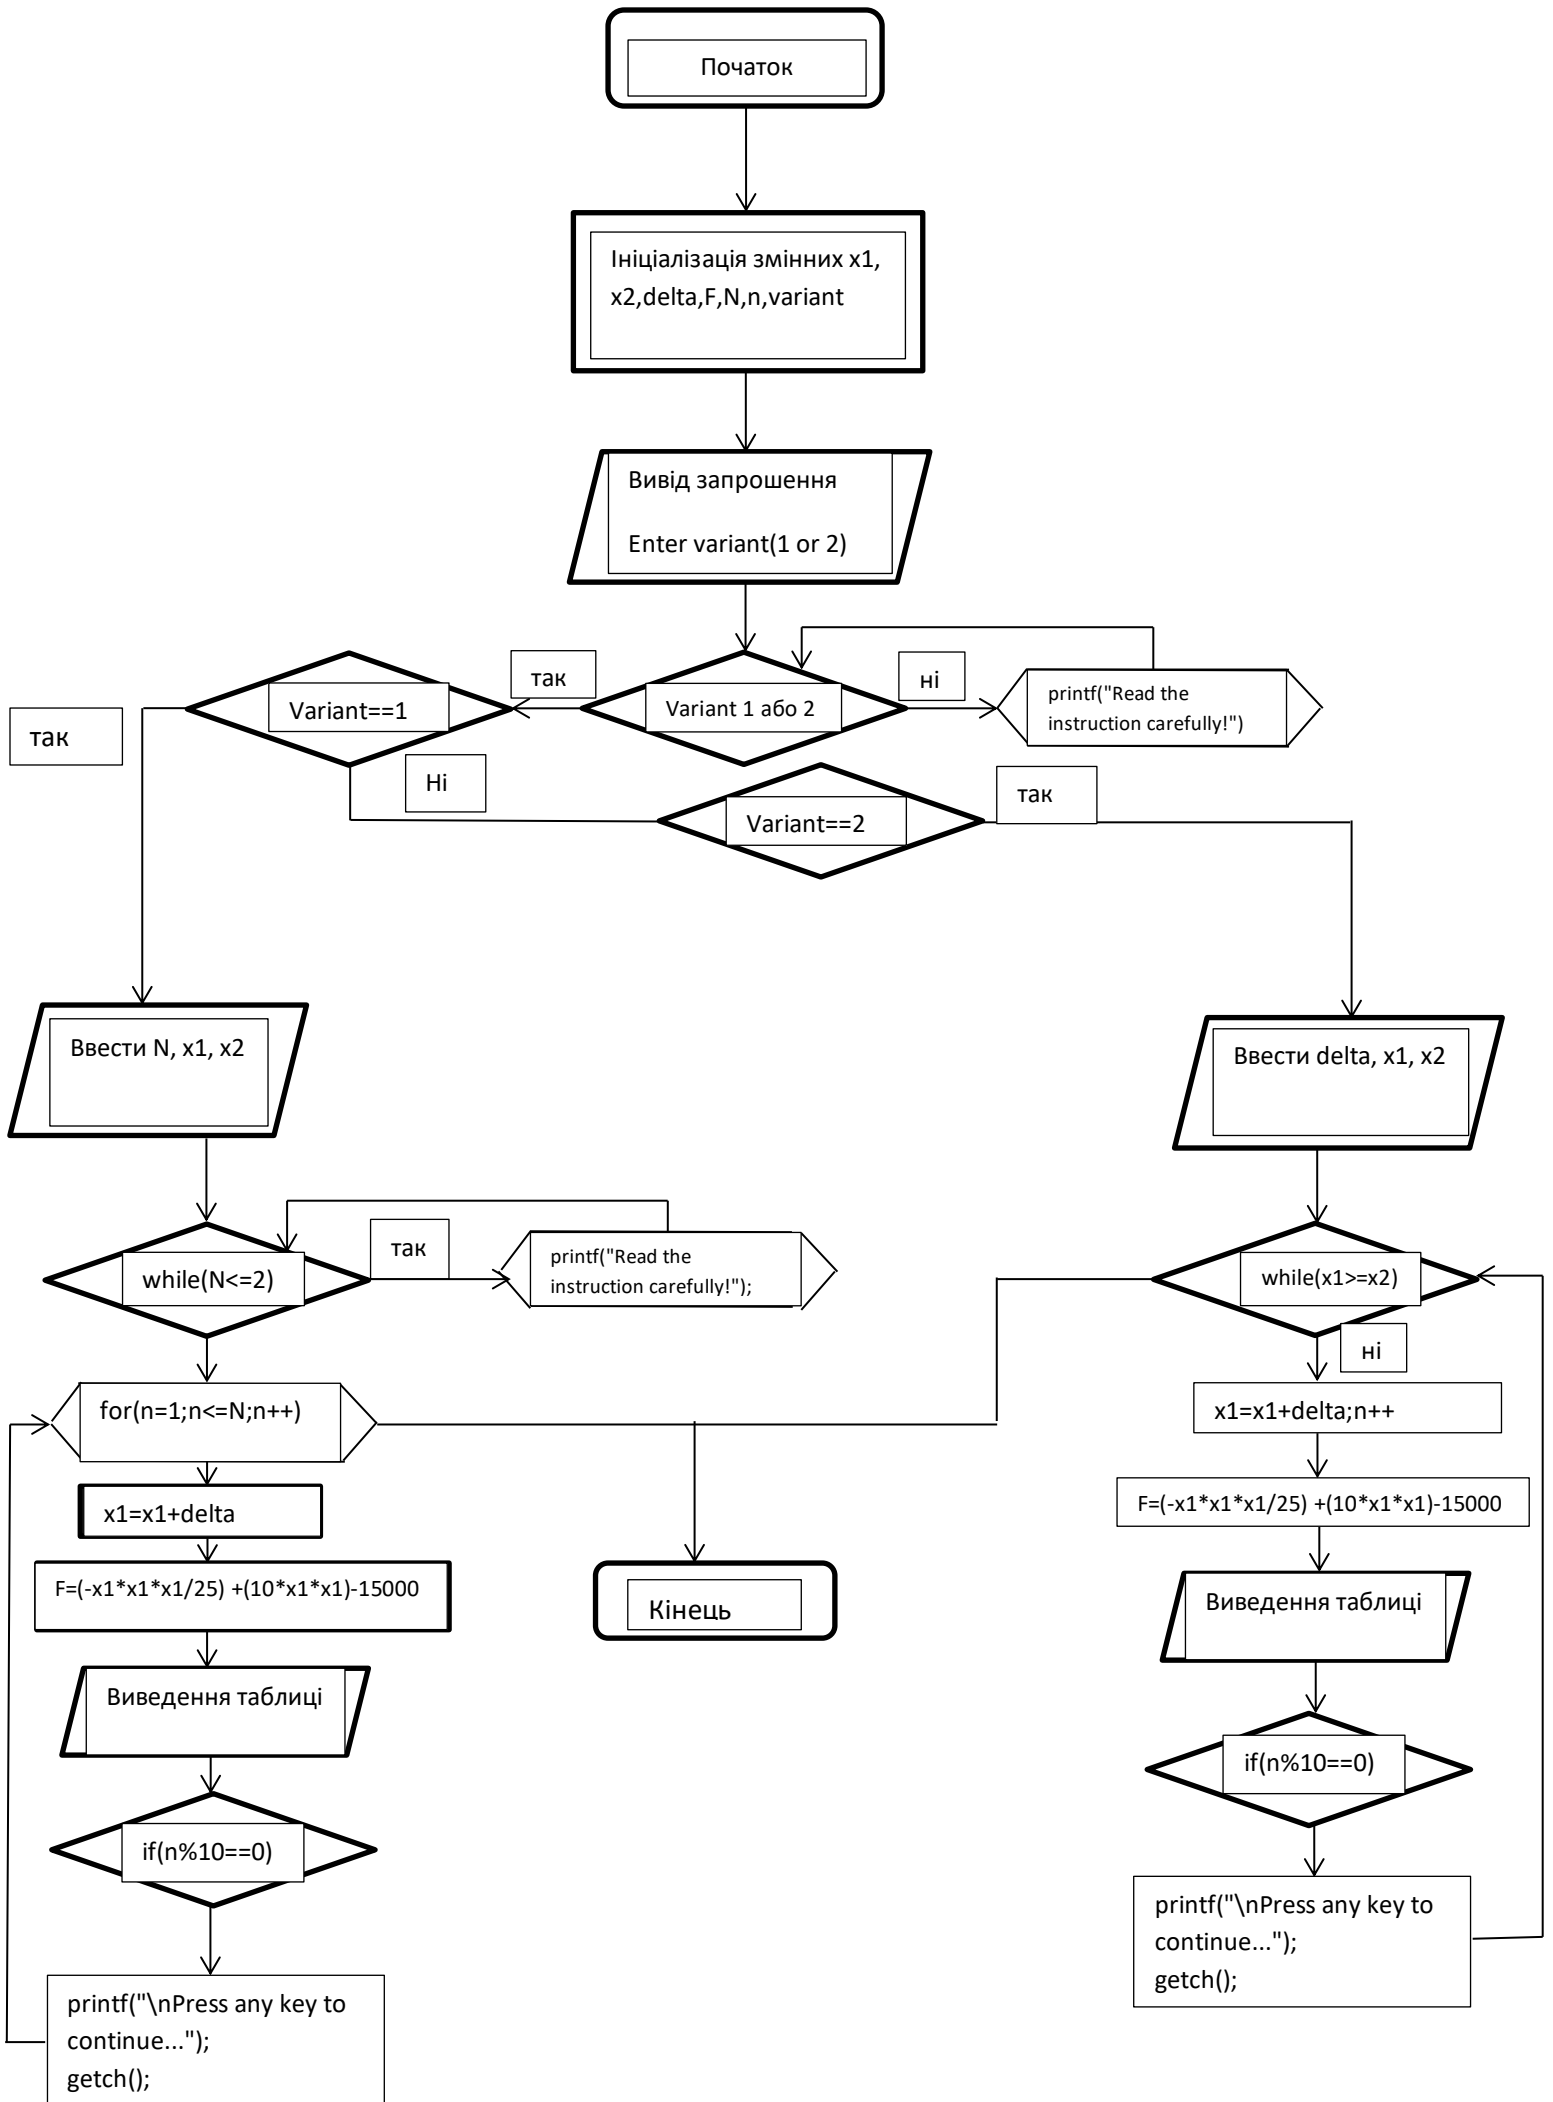 Початок
Ініціалізація змінних x1,
x2,delta,F,N,n,variant
Вивід запрошення
Enter variant(1 or 2)
так
Variant==1
так
Variant 1 або 2
ні
printf("Read the
instruction carefully!")
Ні
Variant==2
так
Ввести N, x1, x2
Ввести delta, x1, x2
while(N<=2)
так
printf("Read the
instruction carefully!");
while(x1>=x2)
ні
for(n=1;n<=N;n++)
x1=x1+delta;n++
x1=x1+delta
F=(-x1*x1*x1/25) +(10*x1*x1)-15000
F=(-x1*x1*x1/25) +(10*x1*x1)-15000
Кінець
Виведення таблиці
Виведення таблиці
if(n%10==0)
if(n%10==0)
printf("\nPress any key to
continue...");
getch();
printf("\nPress any key to
continue...");
getch();